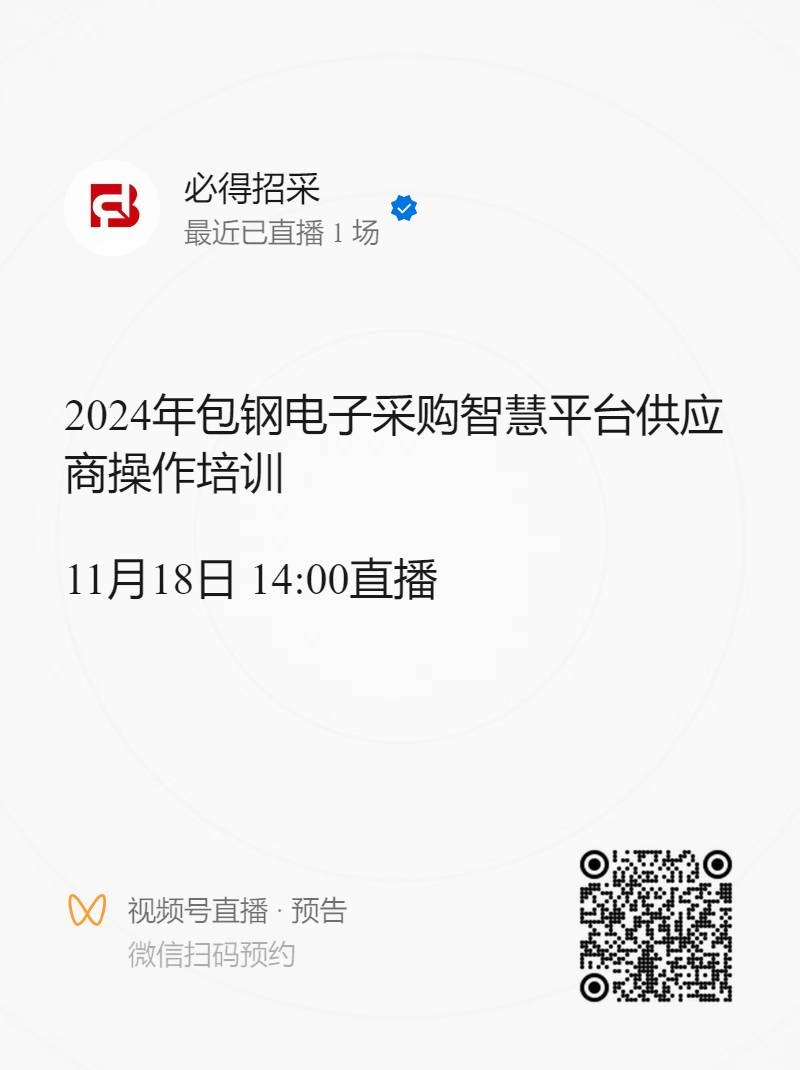 必得招采
最近已直播 1 场
2024年包钢电子采购智慧平台供应
商操作培训
11月18日 14:00直播
视频号直播 · 预告
微信扫码预约